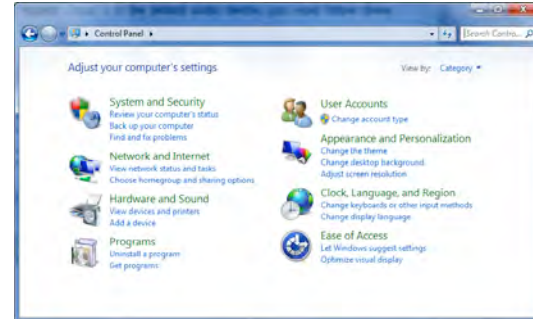 Control Panel
Search Contro...
Adjust your computer's settings
View by: Category
System and Security
Review your computer's status
Back up your computer
Find and fix problems
Network and Internet
View network status and tasks
Choose homegroup and sharing options
Hardware and Sound
View devices and printers
Add a device
Programs
Uninstall a program
Get programs
User Accounts
Change account type
Appearance and Personalization
Change the theme
Change desktop background
Adjust screen resolution
Clock, Language, and Region
Change keyboards or other input methods
Change display language
Ease of Access
Let Windows suggest settings
Optimize visual display